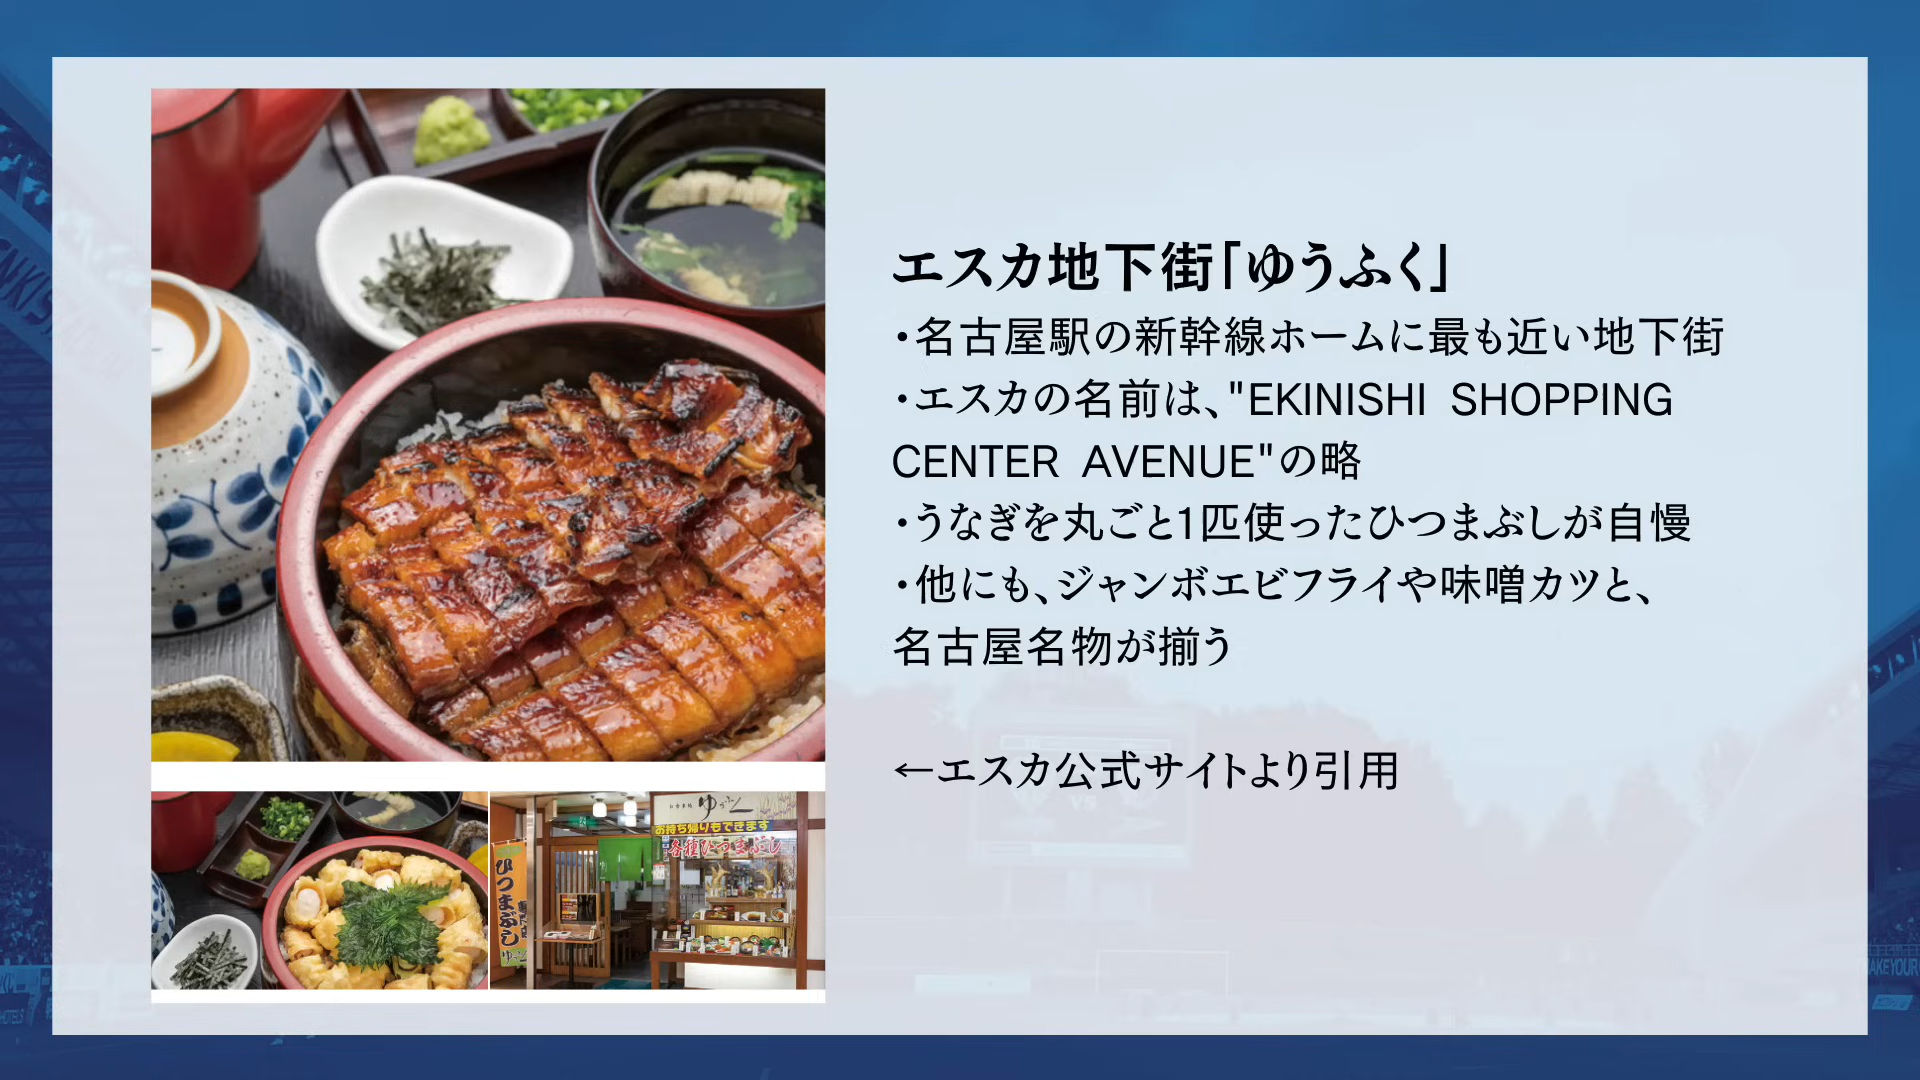 エスカ地下街「ゆうふく」
・名古屋駅の新幹線ホームに最も近い地下街
・エスカの名前は、"EKINISHI SHOPPING
CENTER AVENUE"の略
・うなぎを丸ごと1匹使ったひつまぶしが自慢
・他にも、ジャンボエビフライや味噌カツと、
名古屋名物が揃う
←エスカ公式サイトより引用
お持ち帰りもできます
各種ひつまぶし
ひつまぶし
VS
MAKE YOUR
HOTELS